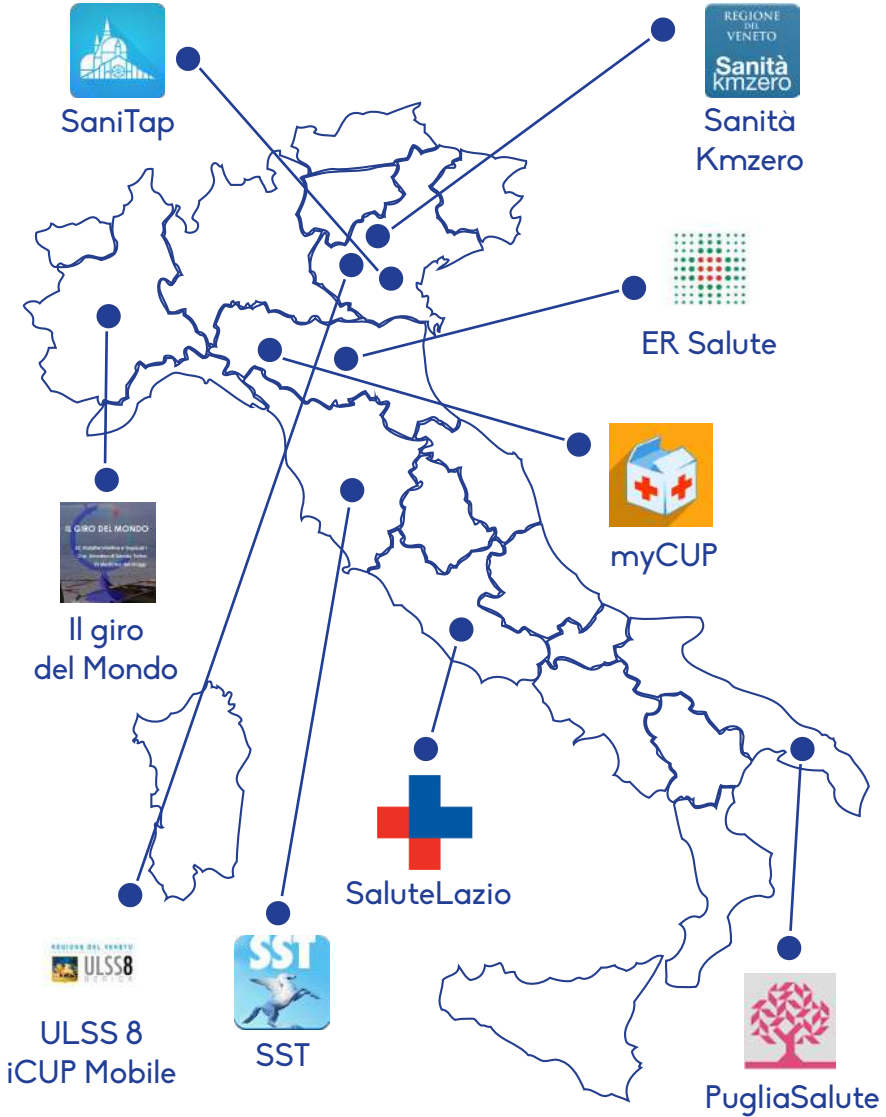 REGIONE
DEL
VENETO
Sanità
kmzero
SaniTap
Sanità
Kmzero
ER Salute
myCUP
IL GIRO DEL MONDO
Il giro
del Mondo
SaluteLazio
REGIONE DEL VENETO
ULSS8
BERICA
ULSS 8
iCUP Mobile
SST
SST
PugliaSalute